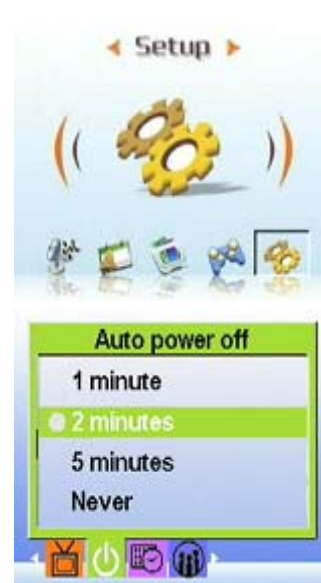 Setup
Auto power off
1 minute
2 minutes
5 minutes
Never